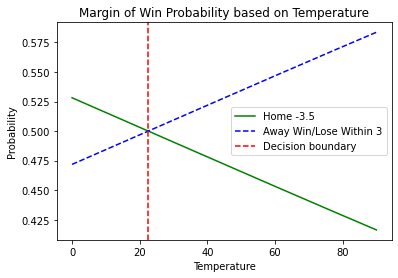 Margin of Win Probability based on Temperature
Probability
0.575
0.550
0.525
0.500
0.475
0.450
0.425
Home -3.5
Away Win/Lose Within 3
Decision boundary
0 20 40 60 80
Temperature